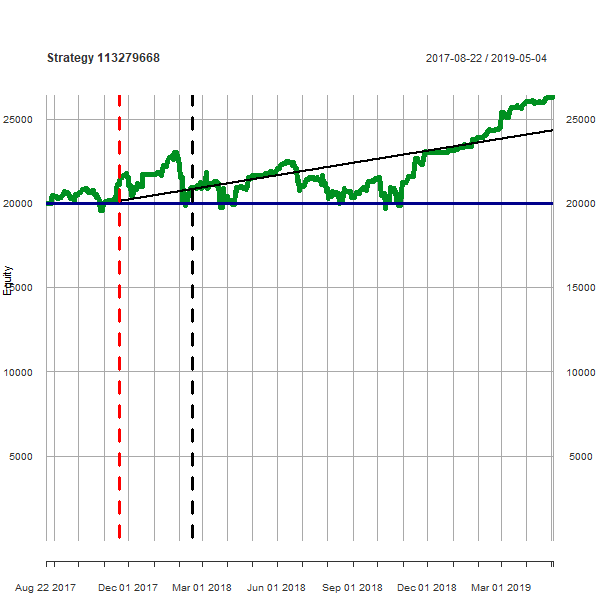 Strategy 113279668 2017-08-22 / 2019-05-04
25000 25000
20000 20000
Equity
15000 15000
10000 10000
5000 5000
Aug 22 2017 Dec 01 2017 Mar 01 2018 Jun 01 2018 Sep 01 2018 Dec 01 2018 Mar 01 2019